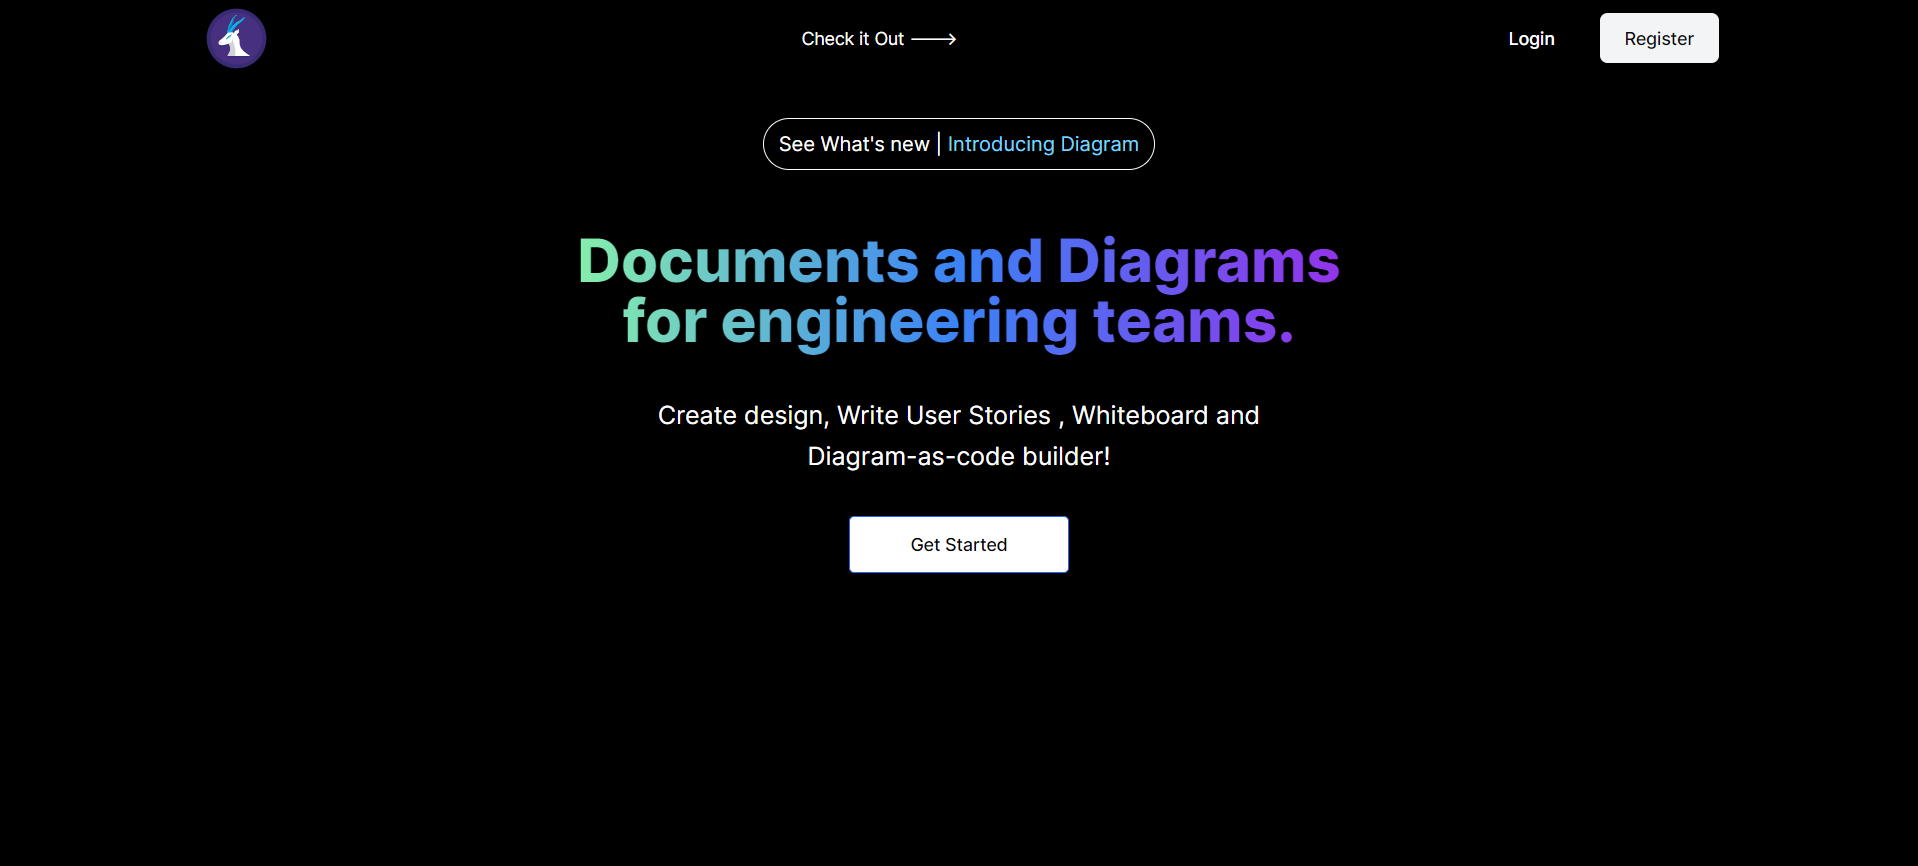 Check it Out ⟶
Login
Register
See What's new | Introducing Diagram
Documents and Diagrams
for engineering teams.
Create design, Write User Stories , Whiteboard and
Diagram-as-code builder!
Get Started